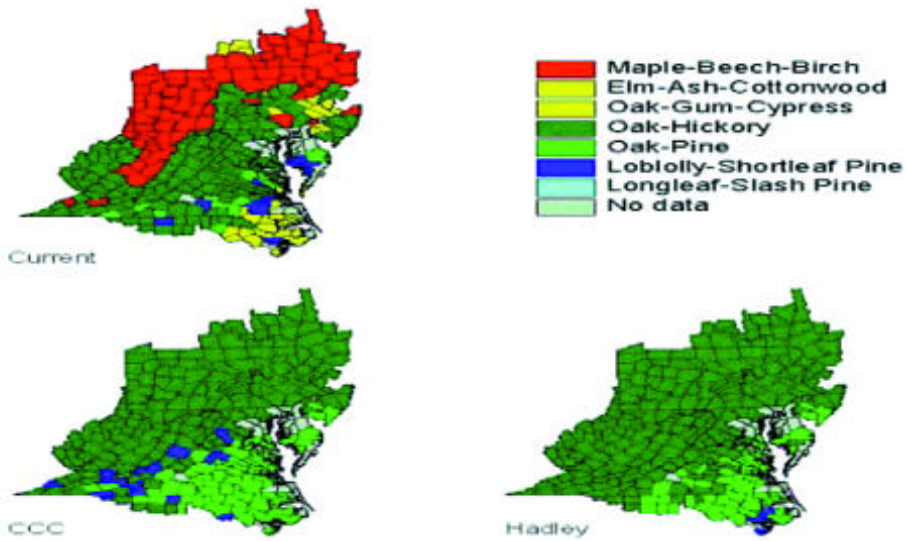 Maple-Beech-Birch
Elm-Ash-Cottonwood
Oak-Gum-Cypress
Oak-Hickory
Oak-Pine
Loblolly-Shortleaf Pine
Longleaf-Slash Pine
No data
Current
CCC
Hadley